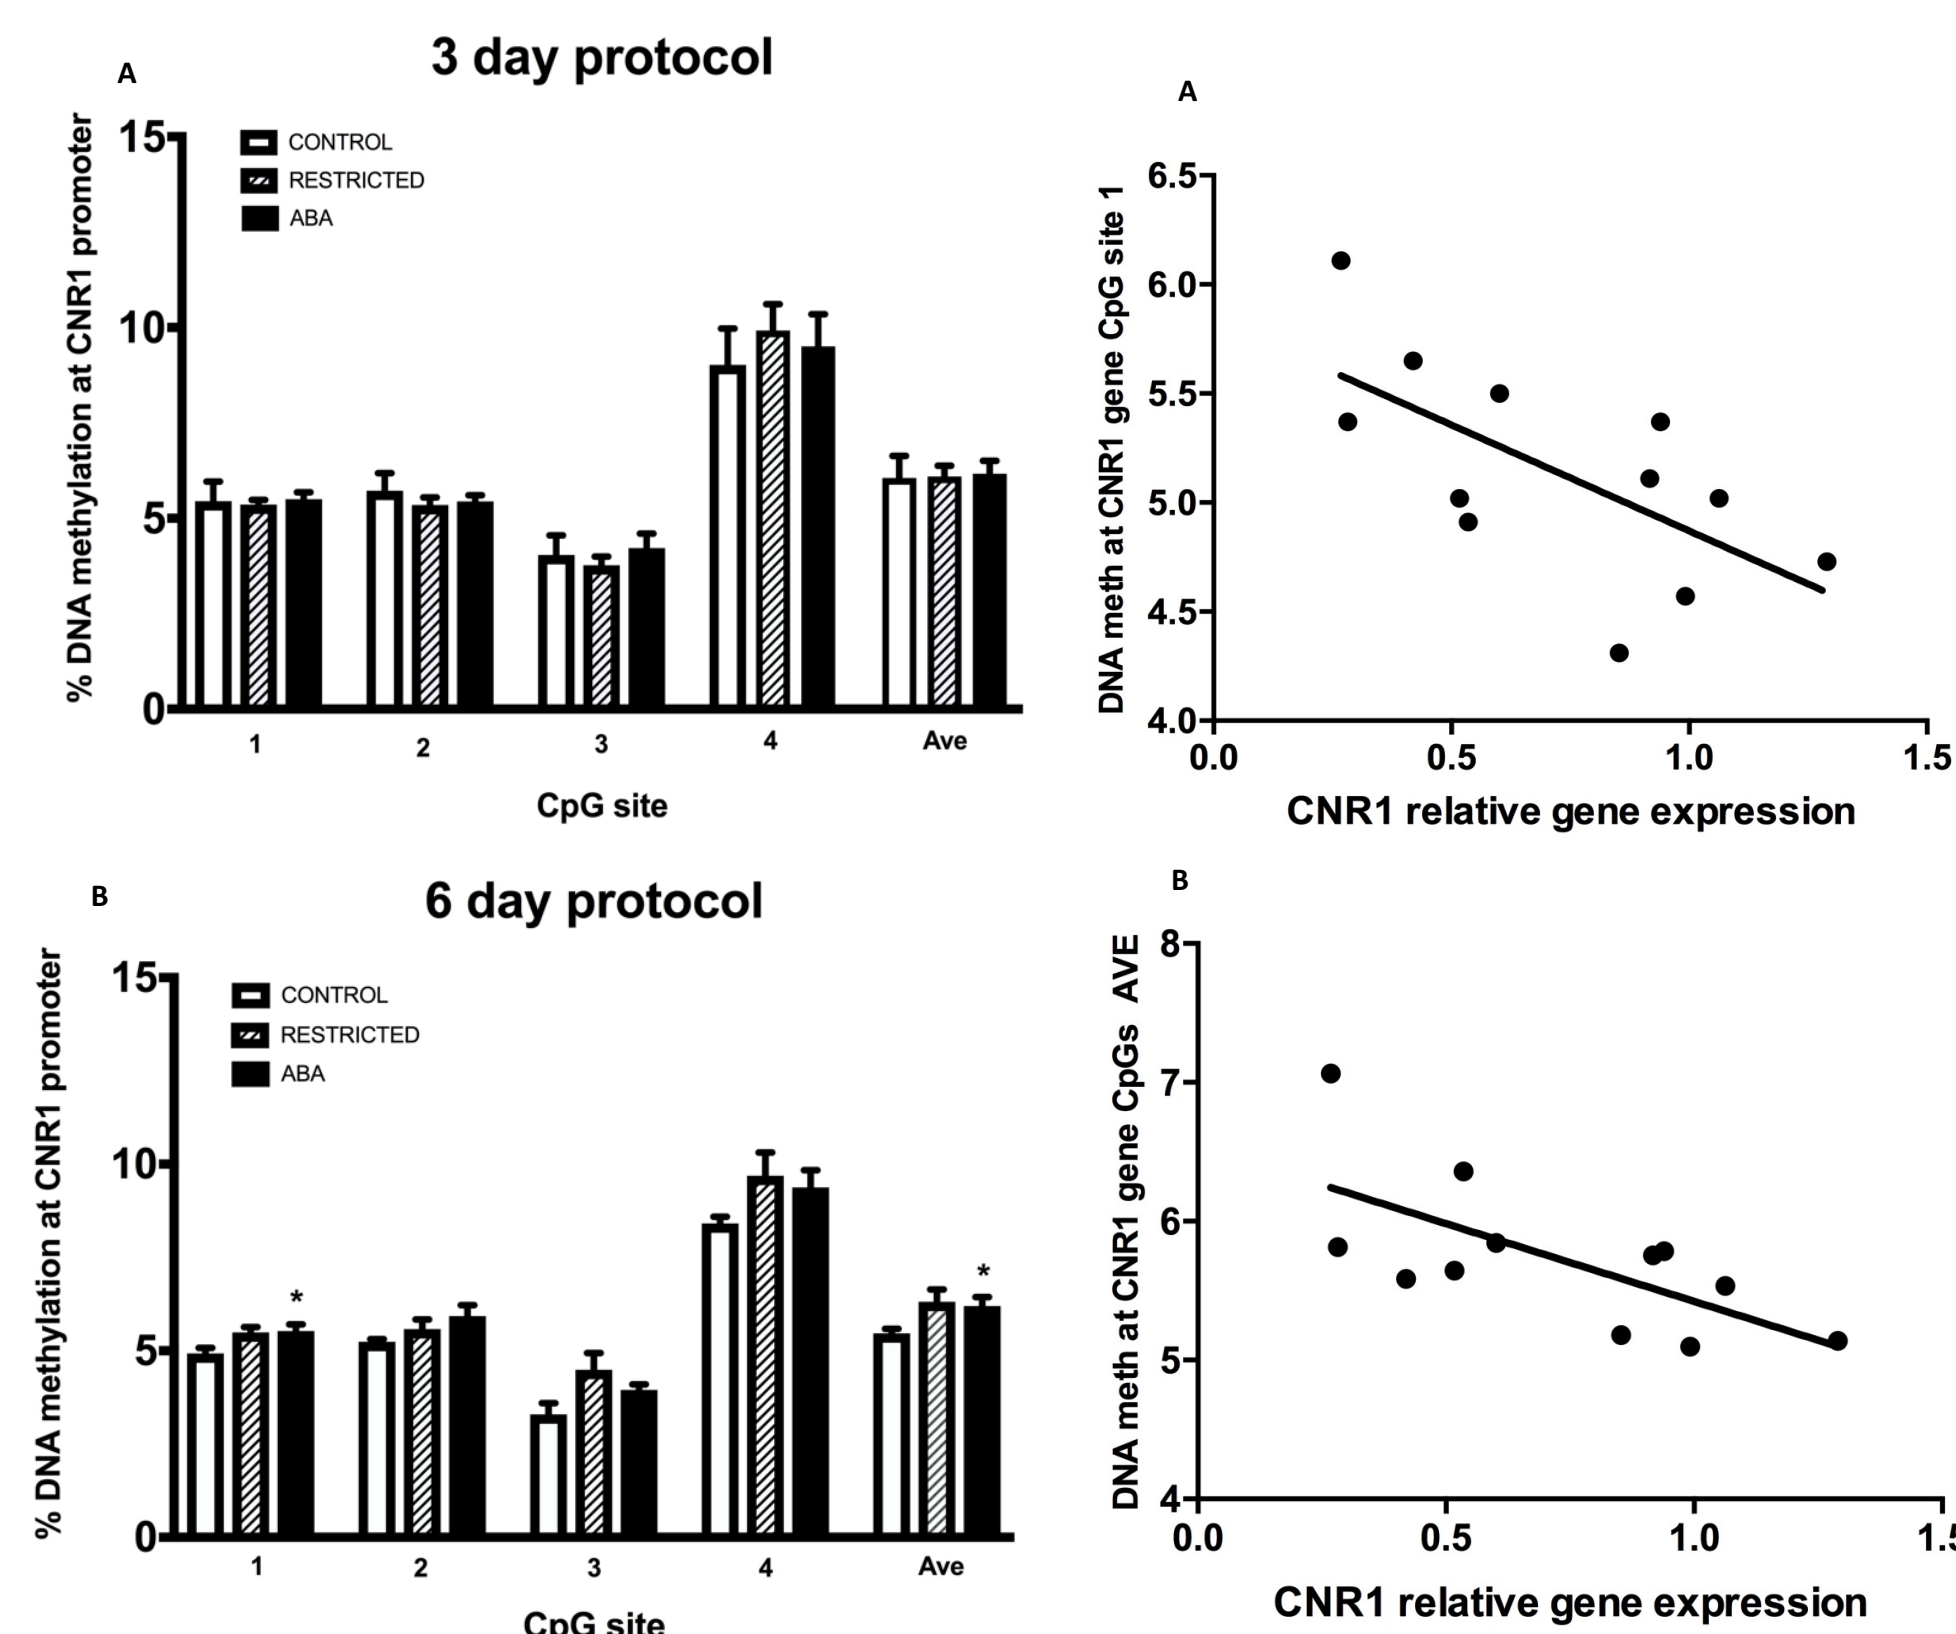 A
3 day protocol
% DNA methylation at CNR1 promoter
15
10
5
0
CONTROL
RESTRICTED
ABA
1
2
3
4
Ave
CpG site
A
DNA meth at CNR1 gene CpG site 1
6.5
6.0
5.5
5.0
4.5
4.0
0.0
0.5
1.0
1.5
CNR1 relative gene expression
B
6 day protocol
% DNA methylation at CNR1 promoter
15
10
5
0
CONTROL
RESTRICTED
ABA
*
*
1
2
3
4
Ave
CpG site
B
DNA meth at CNR1 gene CpGs AVE
8
7
6
5
4
0.0
0.5
1.0
1.5
CNR1 relative gene expression